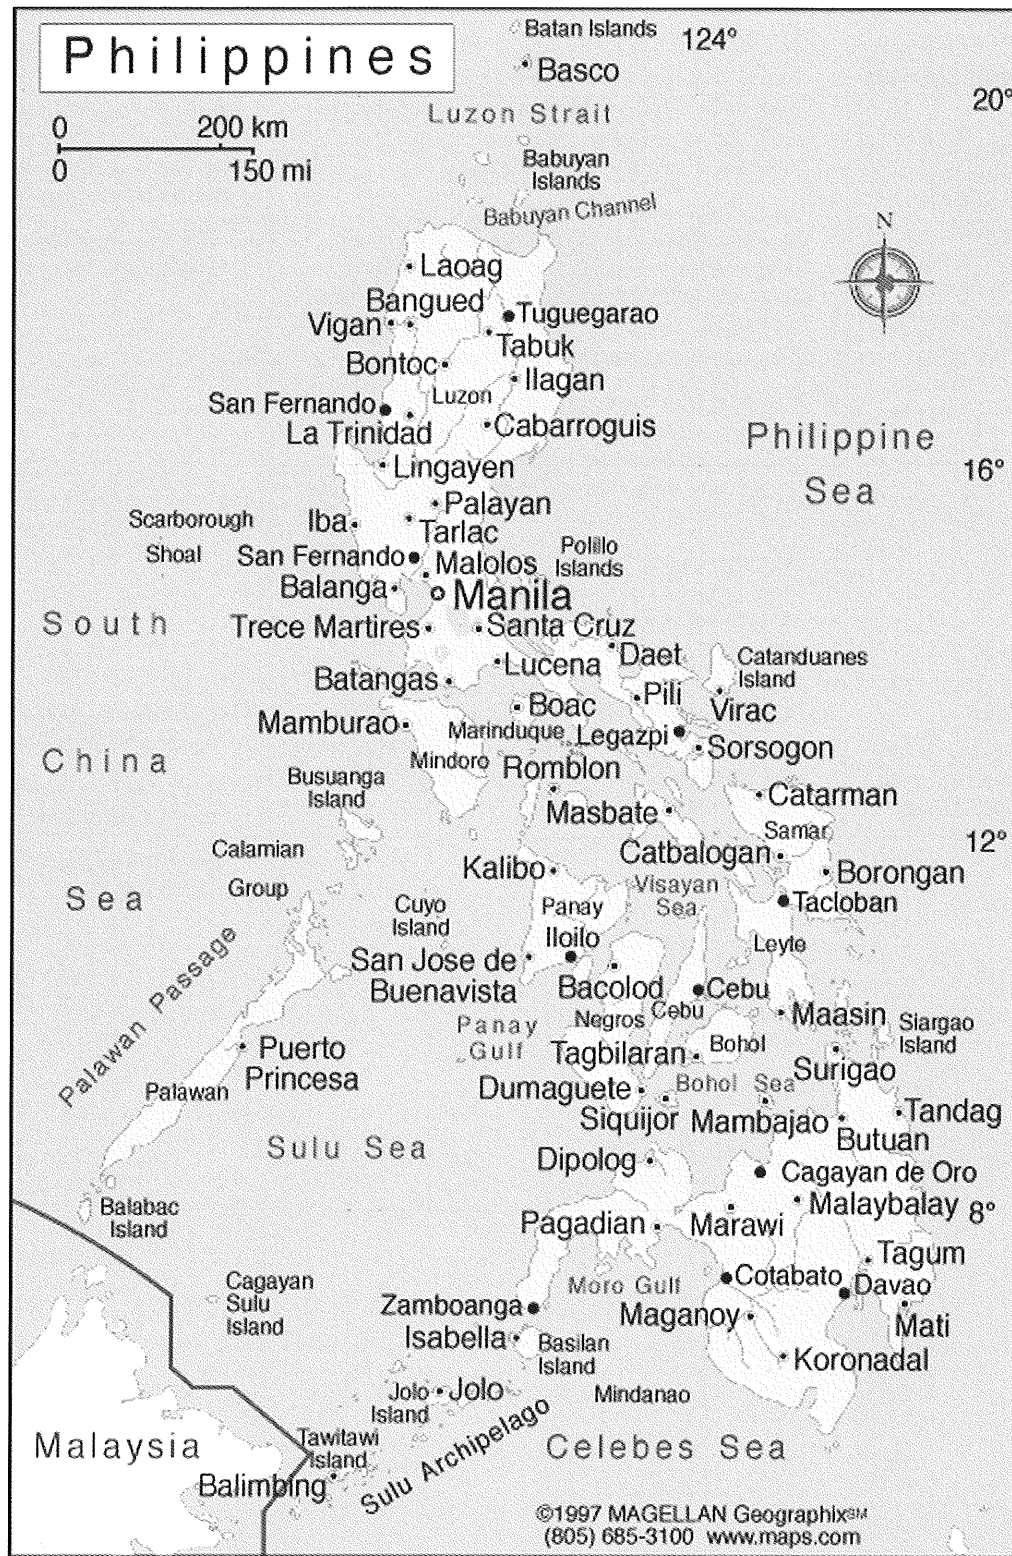 Batan Islands
124°
Philippines
Basco
20°
Luzon Strait
0 200 km
0 150 mi
Babuyan
Islands
Babuyan Channel
N
Laoag
Bangued
Vigan
Tuguegarao
Tabuk
Bontoc
Ilagan
Luzon
San Fernando
La Trinidad
Cabarroguis
Philippine
Sea
16°
Lingayen
Palayan
Scarborough
Shoal
Iba
Tarlac
San Fernando
Malolos
Polillo
Islands
Balanga
Manila
South
Trece Martires
Santa Cruz
Daet
Catanduanes
Island
Lucena
Batangas
Pili
Virac
Boac
Mamburao
Marinduque
Legazpi
Sorsogon
China
Mindoro
Romblon
Busuanga
Island
Catarman
Masbate
Samar
12°
Calamian
Group
Catbalogan
Kalibo
Borongan
Visayan
Sea
Sea
Tacloban
Cuyo
Island
Panay
Iloilo
Leyte
Palawan Passage
San Jose de
Buenavista
Bacolod
Cebu
Cebu
Negros
Maasin
Siargao
Island
Panay
Gulf
Bohol
Tagbilaran
Puerto
Princesa
Surigao
Palawan
Dumaguete
Bohol Sea
Siquijor
Mambajao
Tandag
Butuan
Sulu Sea
Dipolog
Cagayan de Oro
Balabac
Island
Malaybalay
8°
Pagadian
Marawi
Tagum
Cagayan
Sulu
Island
Moro Gulf
Cotabato
Davao
Zamboanga
Maganoy
Mati
Isabella
Basilan
Island
Koronadal
Jolo
Island
Jolo
Mindanao
Malaysia
Tawitawi
Island
Sulu Archipelago
Celebes Sea
Balimbing
©1997 MAGELLAN Geographix℠
(805) 685-3100 www.maps.com